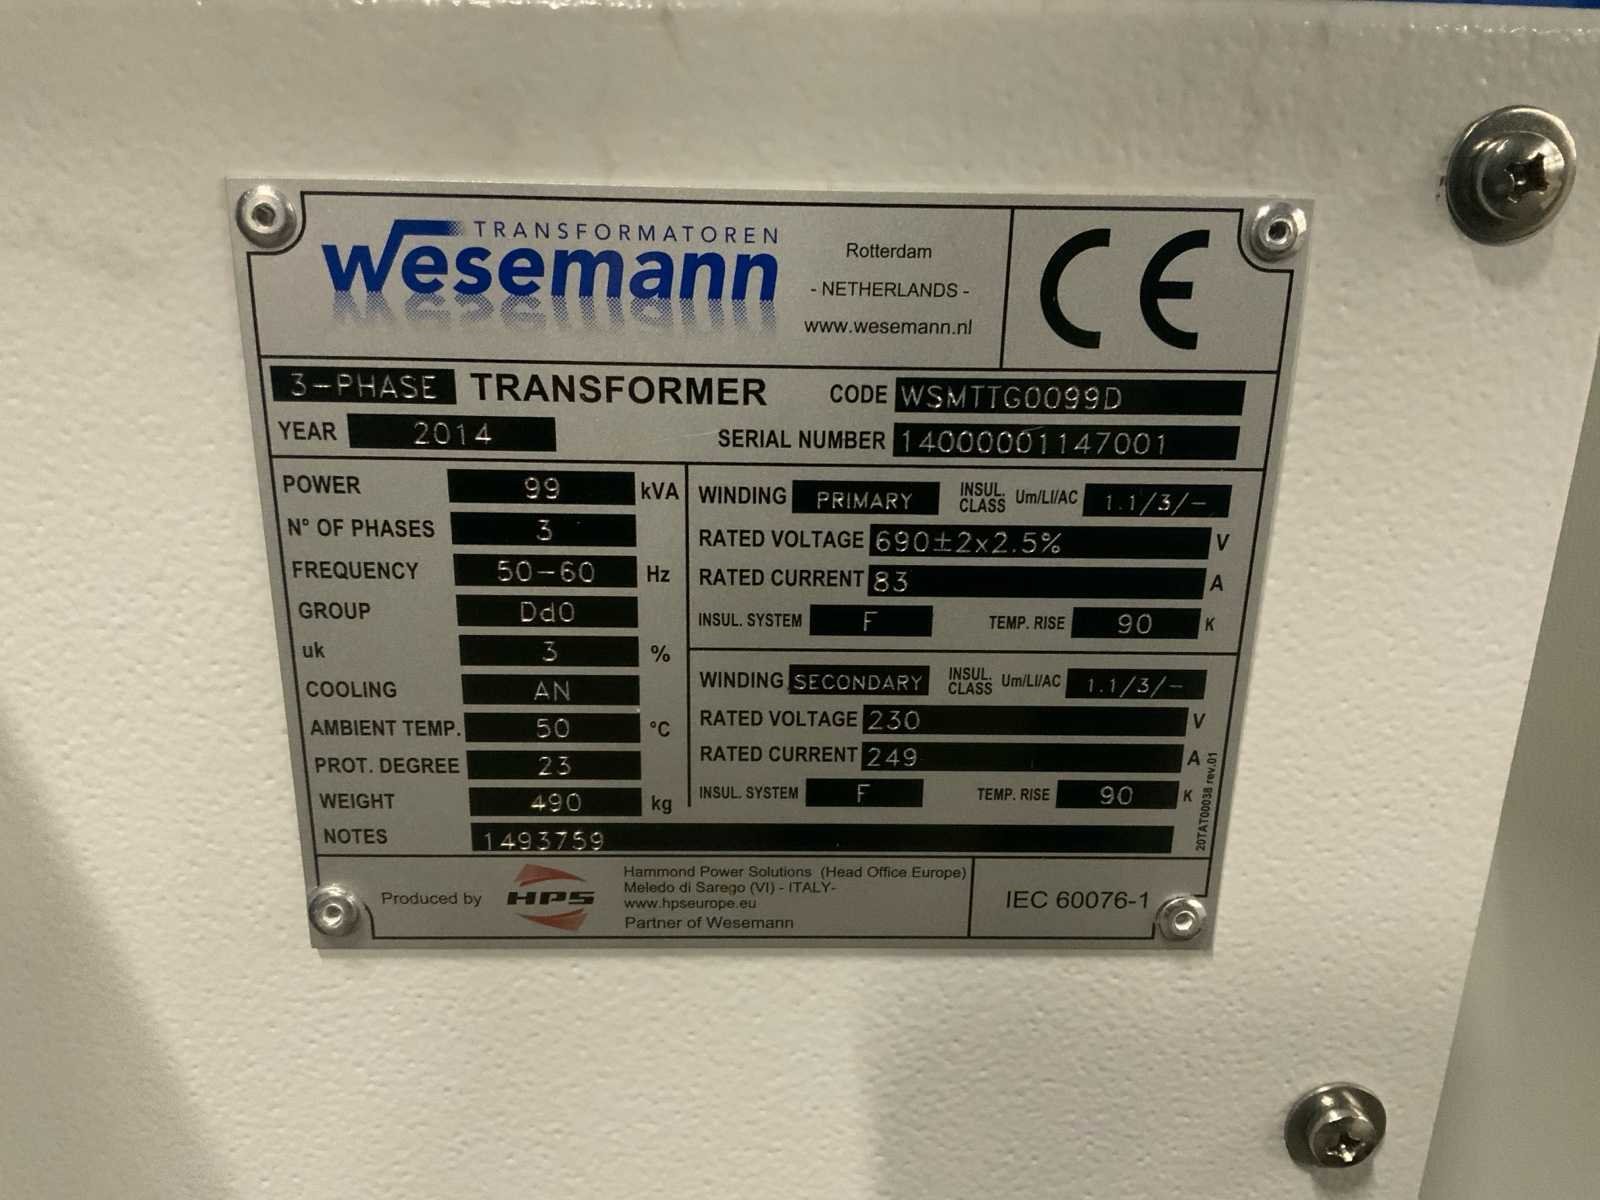 TRANSFORMATOREN
Wesemann
Rotterdam
- NETHERLANDS -
www.wesemann.nl
CE
3-PHASE TRANSFORMER CODE WSMTTG0099D
YEAR 2014 SERIAL NUMBER 14000001147001
POWER 99 kVA
N° OF PHASES 3
FREQUENCY 50-60 Hz
GROUP Dd0
uk 3 %
COOLING AN
AMBIENT TEMP. 50 °C
PROT. DEGREE 23
WEIGHT 490 kg
NOTES 1493759
WINDING PRIMARY INSUL. CLASS Um/LI/AC 1.1/3/-
RATED VOLTAGE 690±2x2.5% V
RATED CURRENT 83 A
INSUL. SYSTEM F TEMP. RISE 90 K
WINDING SECONDARY INSUL. CLASS Um/LI/AC 1.1/3/-
RATED VOLTAGE 230 V
RATED CURRENT 249 A
INSUL. SYSTEM F TEMP. RISE 90 K
20TAT00038 rev.01
Produced by HPS
Hammond Power Solutions (Head Office Europe)
Meledo di Sarego (VI) - ITALY-
www.hpseurope.eu
Partner of Wesemann
IEC 60076-1